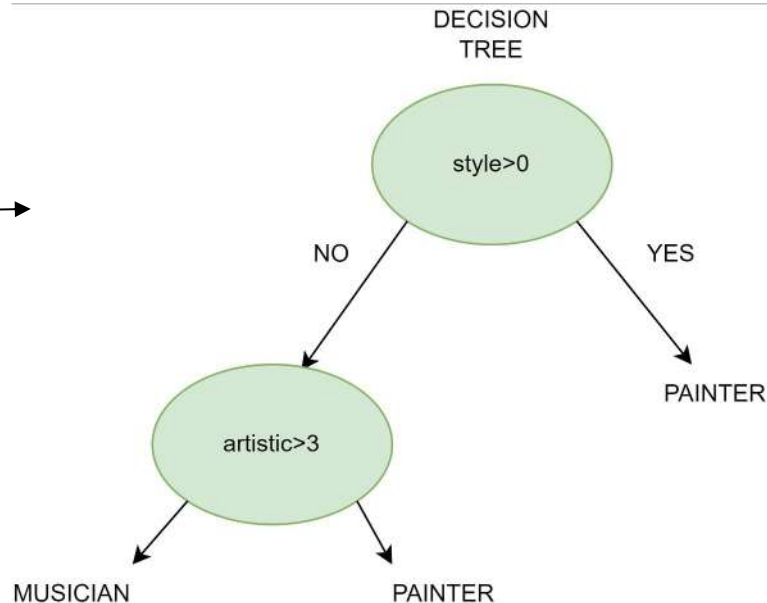 DECISION
TREE
style>0
NO
YES
PAINTER
artistic>3
MUSICIAN
PAINTER